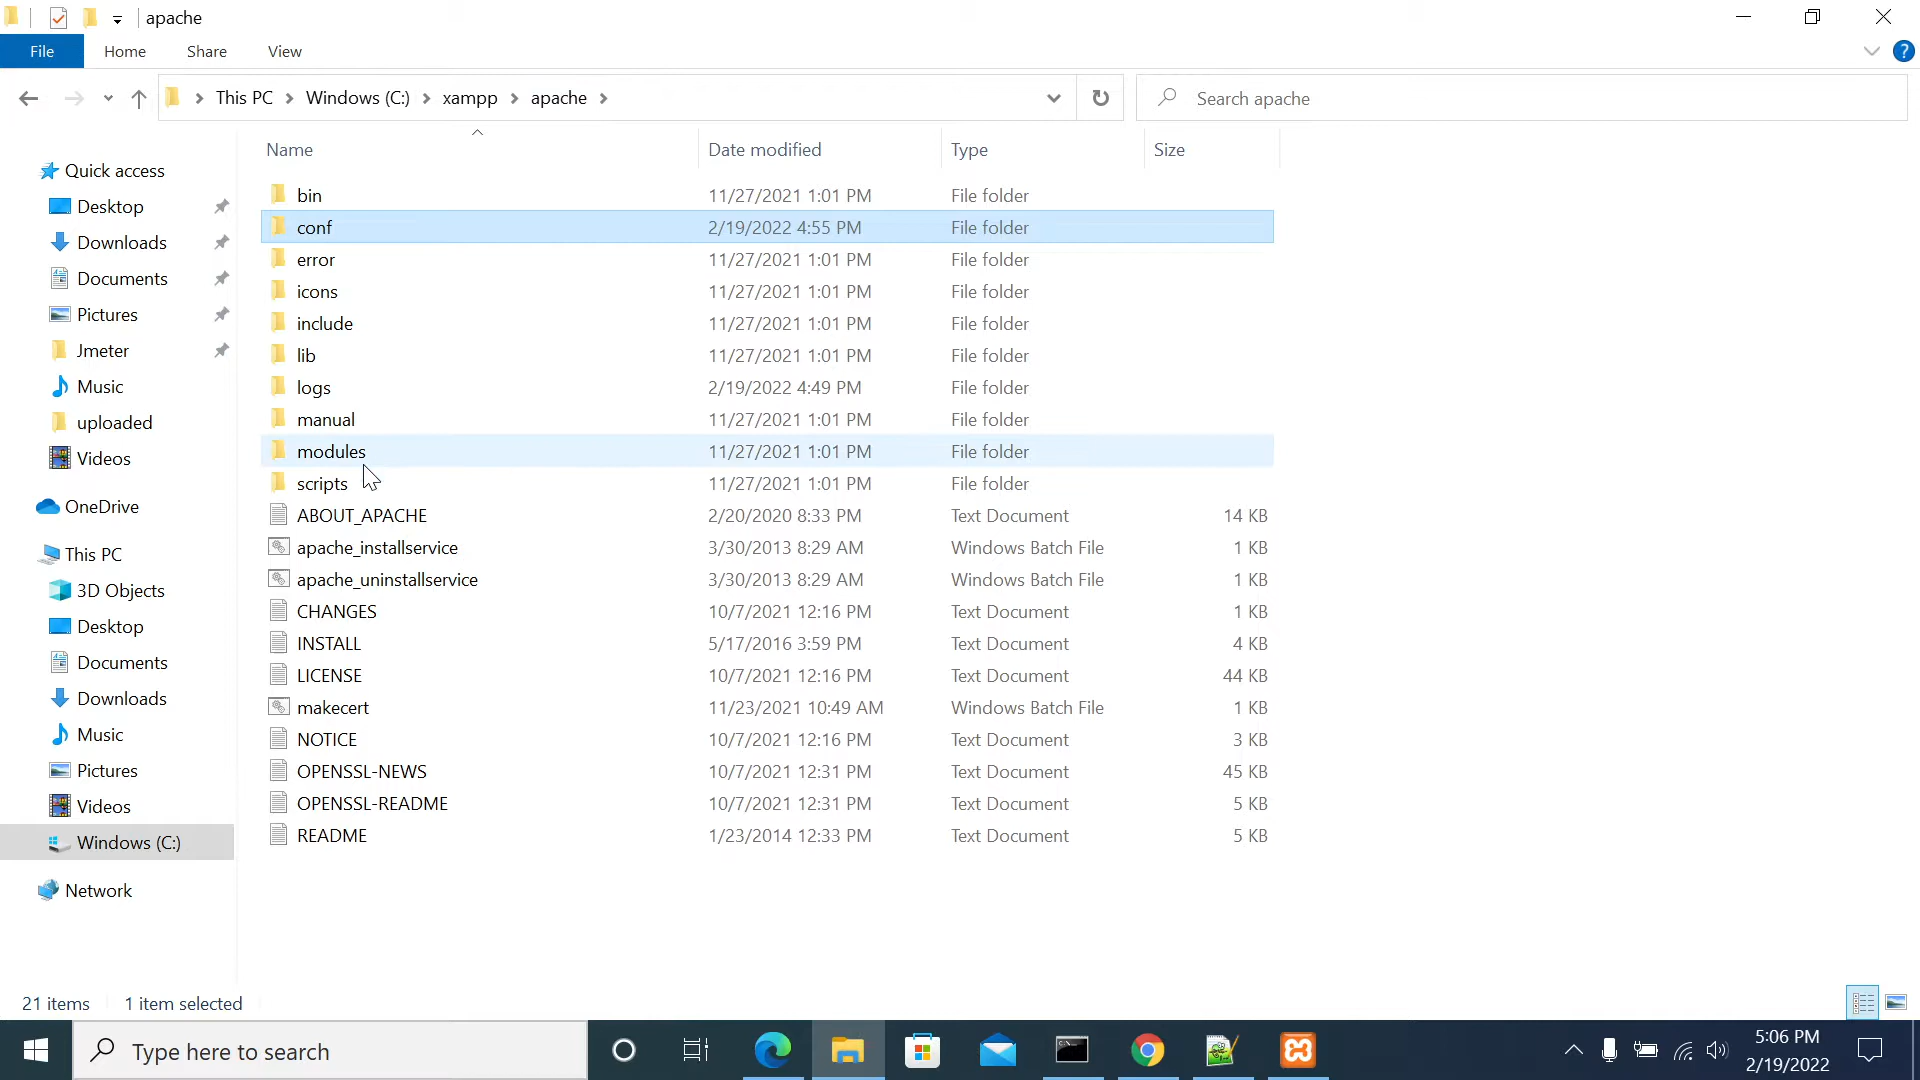 apache
File Home Share View
This PC Windows (C:) xampp apache
Search apache
Name Date modified Type Size
Quick access
Desktop
Downloads
Documents
Pictures
Jmeter
Music
uploaded
Videos
OneDrive
This PC
3D Objects
Desktop
Documents
Downloads
Music
Pictures
Videos
Windows (C:)
Network
bin 11/27/2021 1:01 PM File folder
conf 2/19/2022 4:55 PM File folder
error 11/27/2021 1:01 PM File folder
icons 11/27/2021 1:01 PM File folder
include 11/27/2021 1:01 PM File folder
lib 11/27/2021 1:01 PM File folder
logs 2/19/2022 4:49 PM File folder
manual 11/27/2021 1:01 PM File folder
modules 11/27/2021 1:01 PM File folder
scripts 11/27/2021 1:01 PM File folder
ABOUT_APACHE 2/20/2020 8:33 PM Text Document 14 KB
apache_installservice 3/30/2013 8:29 AM Windows Batch File 1 KB
apache_uninstallservice 3/30/2013 8:29 AM Windows Batch File 1 KB
CHANGES 10/7/2021 12:16 PM Text Document 1 KB
INSTALL 5/17/2016 3:59 PM Text Document 4 KB
LICENSE 10/7/2021 12:16 PM Text Document 44 KB
makecert 11/23/2021 10:49 AM Windows Batch File 1 KB
NOTICE 10/7/2021 12:16 PM Text Document 3 KB
OPENSSL-NEWS 10/7/2021 12:31 PM Text Document 45 KB
OPENSSL-README 10/7/2021 12:31 PM Text Document 5 KB
README 1/23/2014 12:33 PM Text Document 5 KB
21 items 1 item selected
Type here to search
5:06 PM
2/19/2022